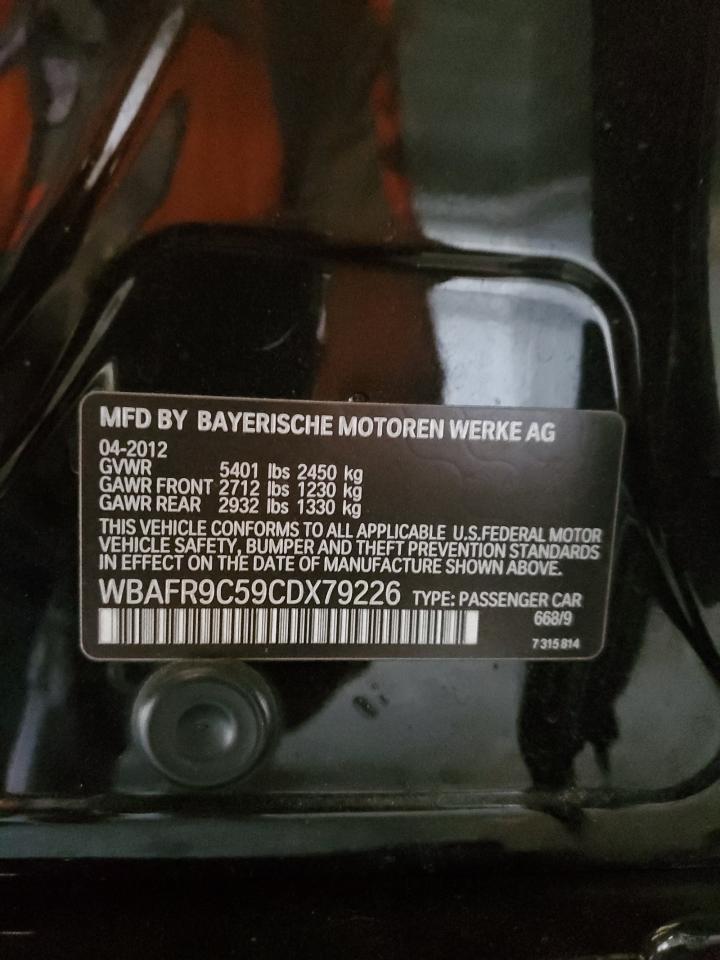 MFD BY BAYERISCHE MOTOREN WERKE AG
04-2012
GVWR 5401 lbs 2450 kg
GAWR FRONT 2712 lbs 1230 kg
GAWR REAR 2932 lbs 1330 kg
THIS VEHICLE CONFORMS TO ALL APPLICABLE U.S.FEDERAL MOTOR
VEHICLE SAFETY, BUMPER AND THEFT PREVENTION STANDARDS
IN EFFECT ON THE DATE OF MANUFACTURE SHOWN ABOVE.
WBAFR9C59CDX79226 TYPE: PASSENGER CAR
668/9
7 315 814